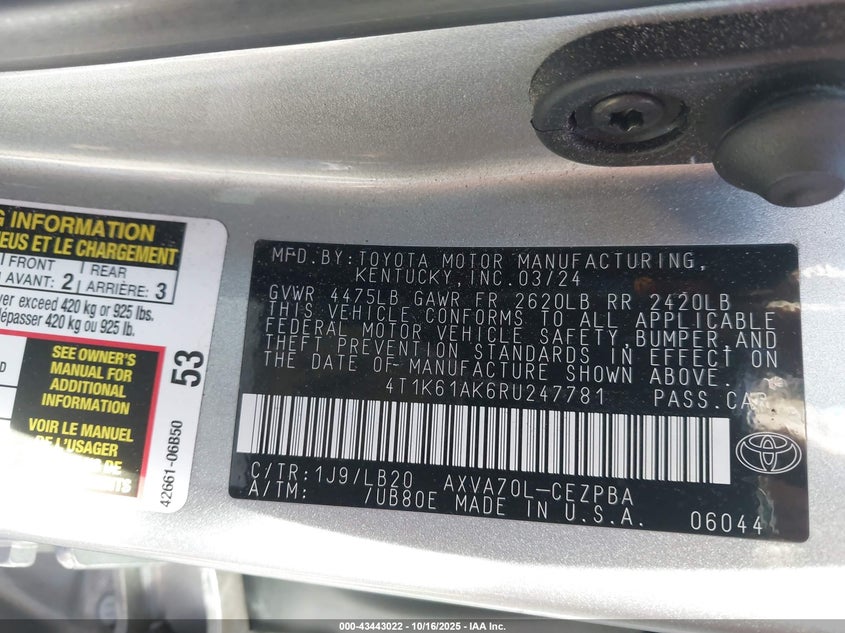 G INFORMATION
EUS ET LE CHARGEMENT
FRONT
AVANT: 2
REAR
ARRIÈRE: 3
ver exceed 420 kg or 925 lbs.
dépasser 420 kg ou 925 lb.
SEE OWNER'S
MANUAL FOR
ADDITIONAL
INFORMATION
VOIR LE MANUEL
DE L'USAGER
POUR DE
53
42661-06B50
MFD.BY: TOYOTA MOTOR MANUFACTURING,
KENTUCKY, INC. 03/24
GVWR 4475LB GAWR FR 2620LB RR 2420LB
THIS VEHICLE CONFORMS TO ALL APPLICABLE
FEDERAL MOTOR VEHICLE SAFETY, BUMPER, AND
THEFT PREVENTION STANDARDS IN EFFECT ON
THE DATE OF MANUFACTURE SHOWN ABOVE.
4T1K61AK6RU247781 PASS.CAR
C/TR: 1J9/LB20 AXVA70L-CEZPBA
A/TM: /UB80E MADE IN U.S.A. 06044
000-43443022 - 10/16/2025 - IAA Inc.